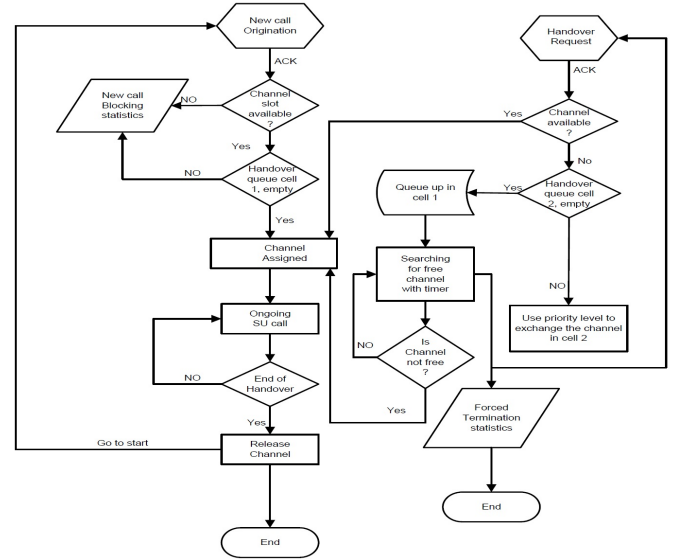 New call
Origination
ACK
Channel
slot
available
?
NO
New call
Blocking
statistics
Yes
Handover
queue cell
1, empty
NO
Yes
Channel
Assigned
Ongoing
SU call
NO
End of
Handover
Yes
Go to start
Release
Channel
End
Handover
Request
ACK
Channel
available
?
Yes
No
Handover
queue cell
2, empty
Yes
Queue up in
cell 1
NO
Use priority level to
exchange the channel
in cell 2
Searching
for free
channel
with timer
Is
Channel
not free
?
NO
Yes
Forced
Termination
statistics
End